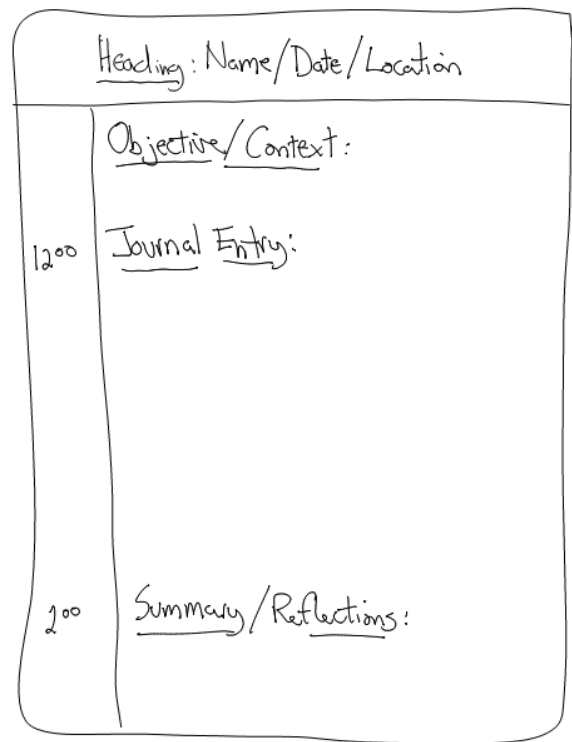 Heading: Name/Date/Location
Objective/Context:
12⁰⁰ Journal Entry:
2⁰⁰ Summary/Reflections: